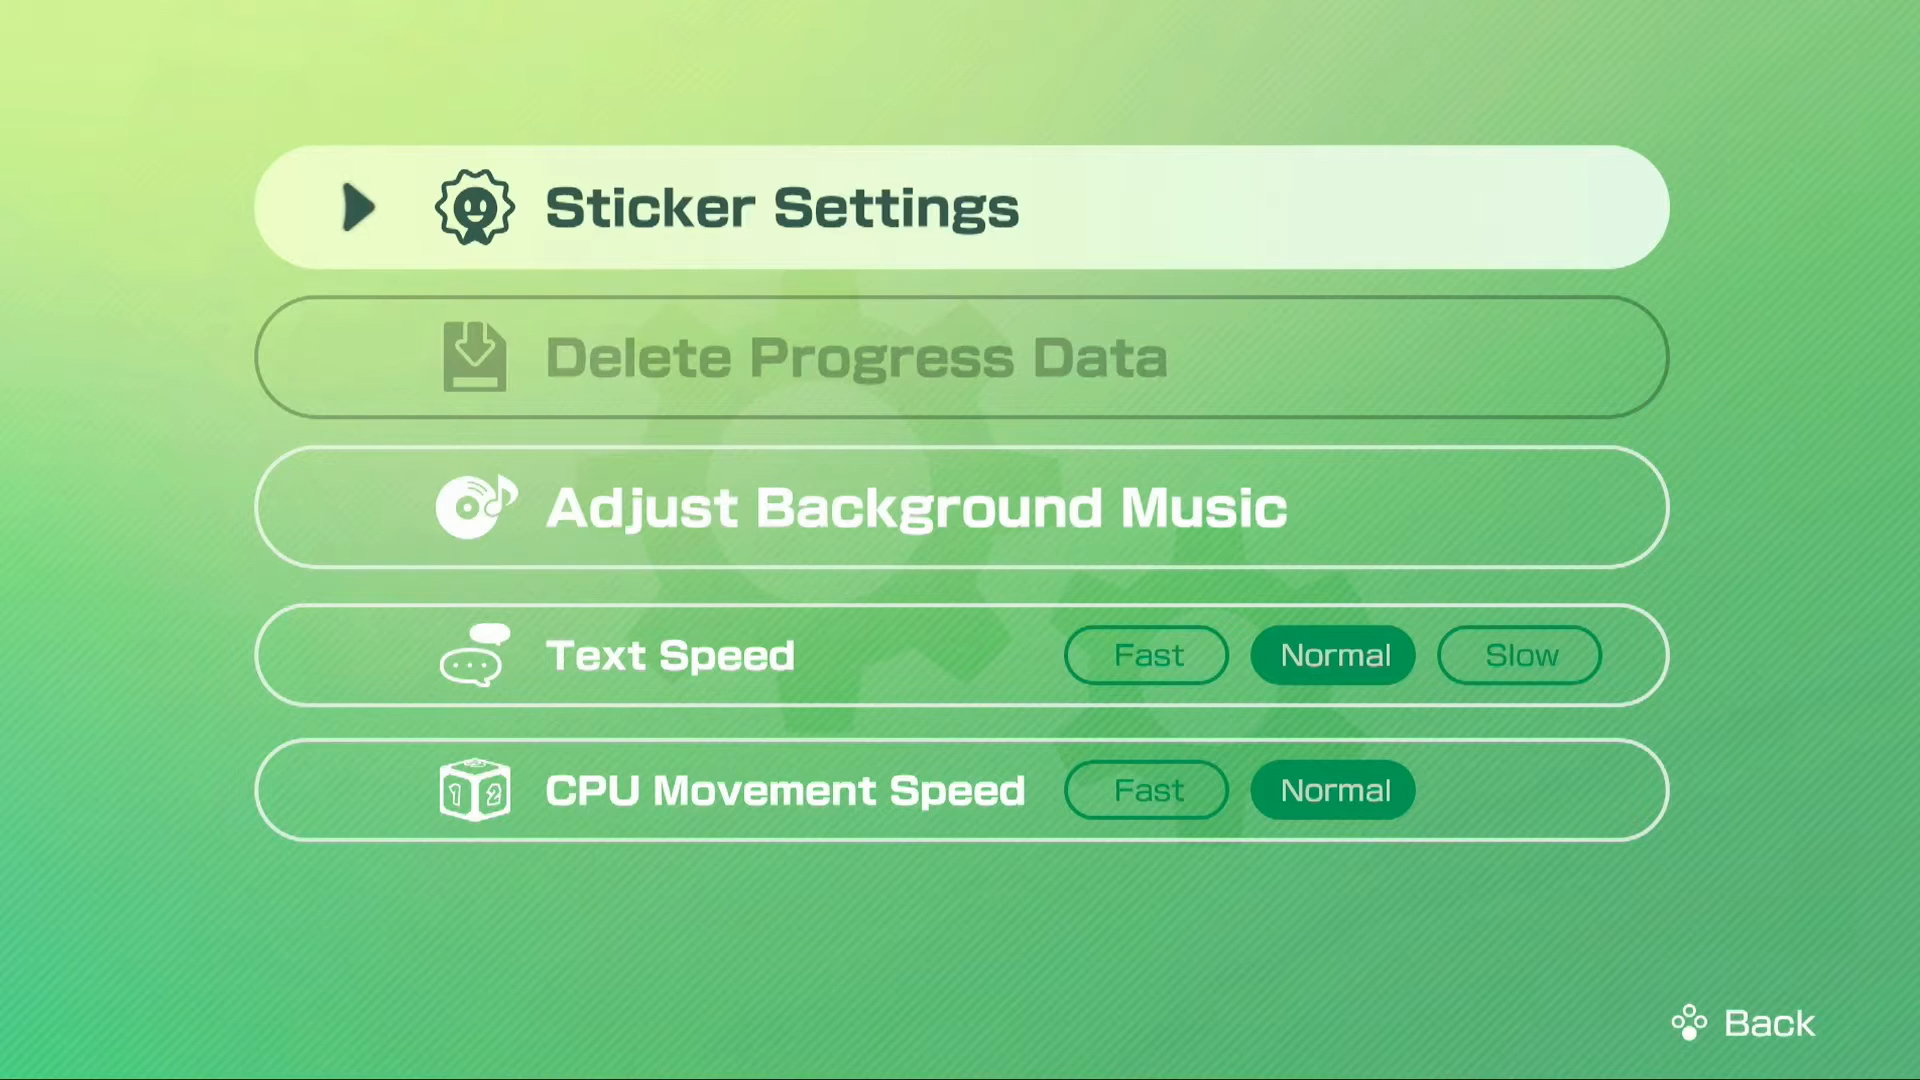 Sticker Settings
Delete Progress Data
Adjust Background Music
Text Speed Fast Normal Slow
CPU Movement Speed Fast Normal
Back